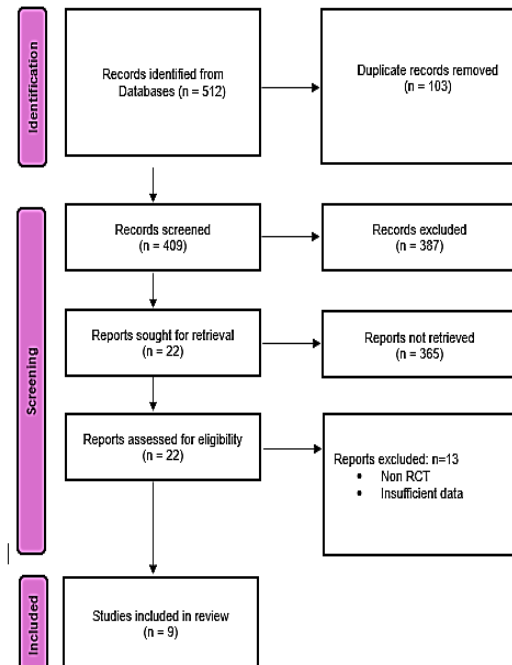 Identification
Records identified from
Databases (n = 512)
Duplicate records removed
(n = 103)
Screening
Records screened
(n = 409)
Records excluded
(n = 387)
Reports sought for retrieval
(n = 22)
Reports not retrieved
(n = 365)
Reports assessed for eligibility
(n = 22)
Reports excluded: n=13
• Non RCT
• Insufficient data
Included
Studies included in review
(n = 9)